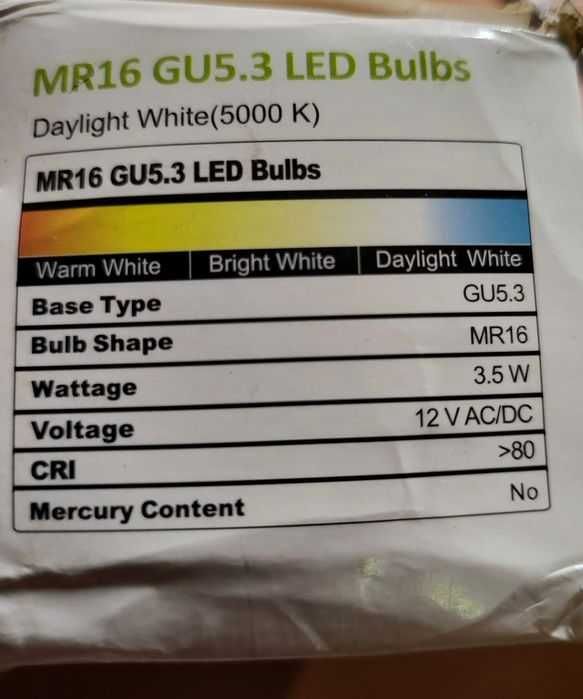 MR16 GU5.3 LED Bulbs
Daylight White(5000 K)
MR16 GU5.3 LED Bulbs
Warm White Bright White Daylight White
Base Type GU5.3
Bulb Shape MR16
Wattage 3.5 W
Voltage 12 V AC/DC
CRI >80
Mercury Content No